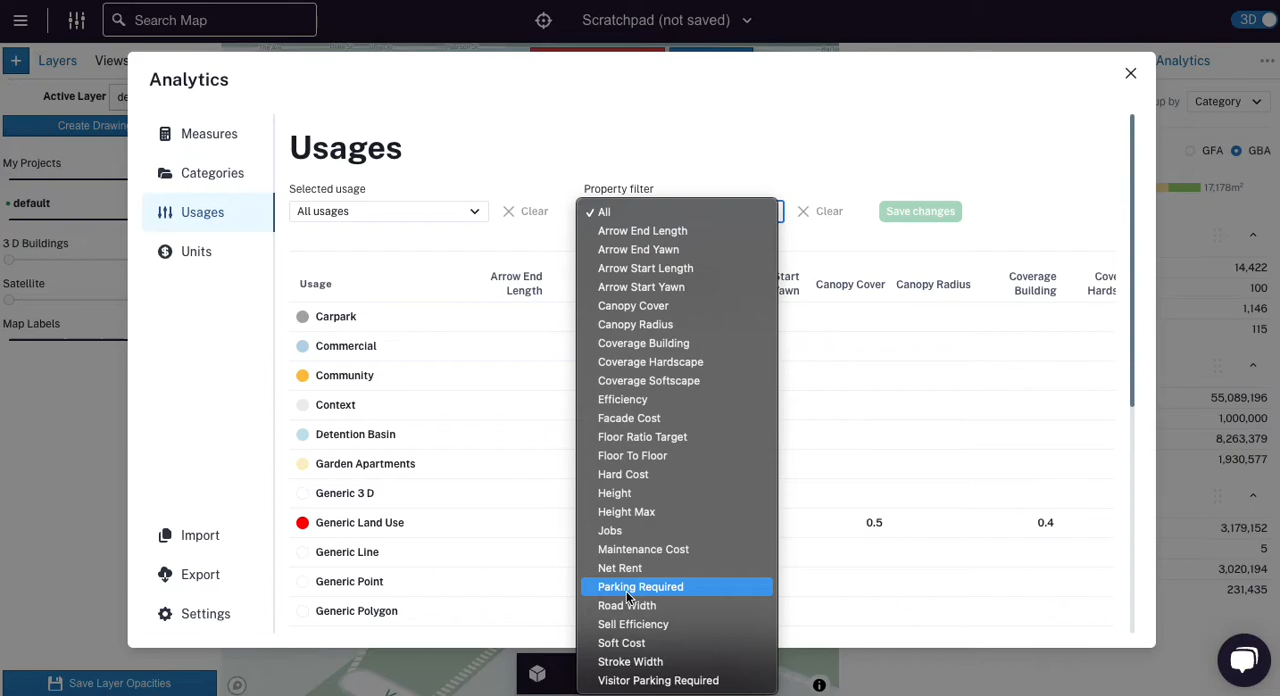 Search Map
Scratchpad (not saved)
3D
Layers
Views
Analytics
Active Layer
de
Create Drawin
My Projects
default
3 D Buildings
Satellite
Map Labels
Save Layer Opacities
Analytics
Measures
Categories
Usages
Units
Import
Export
Settings
Usages
Selected usage
All usages
Clear
Property filter
Clear
Save changes
✓ All
Arrow End Length
Arrow End Yawn
Arrow Start Length
Arrow Start Yawn
Canopy Cover
Canopy Radius
Coverage Building
Coverage Hardscape
Coverage Softscape
Efficiency
Facade Cost
Floor Ratio Target
Floor To Floor
Hard Cost
Height
Height Max
Jobs
Maintenance Cost
Net Rent
Parking Required
Road Width
Sell Efficiency
Soft Cost
Stroke Width
Visitor Parking Required
Usage
Arrow End
Length
Start
Yawn
Canopy Cover
Canopy Radius
Coverage
Building
Cove
Hards
Carpark
Commercial
Community
Context
Detention Basin
Garden Apartments
Generic 3 D
Generic Land Use
0.5
0.4
Generic Line
Generic Point
Generic Polygon
up by
Category
GFA
GBA
17,178m²
14,422
100
1,146
115
55,089,196
1,000,000
8,263,379
1,930,577
3,179,152
5
3,020,194
231,435